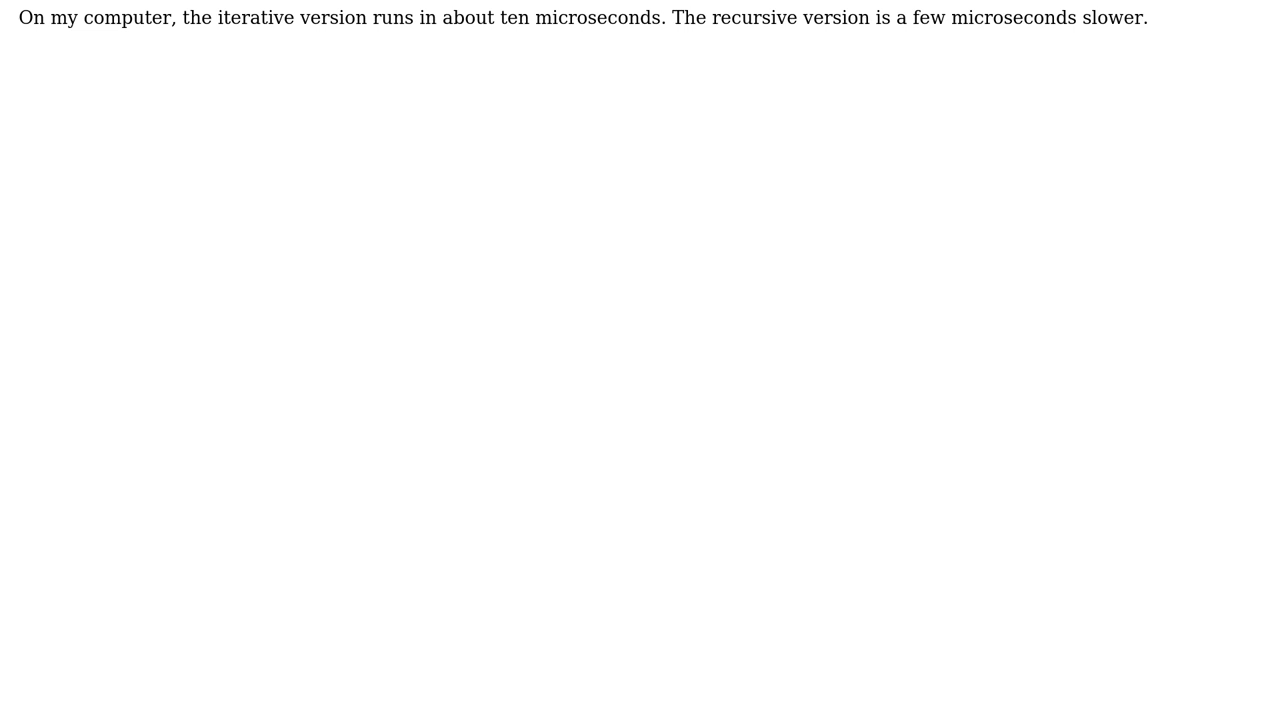 On my computer, the iterative version runs in about ten microseconds. The recursive version is a few microseconds slower.